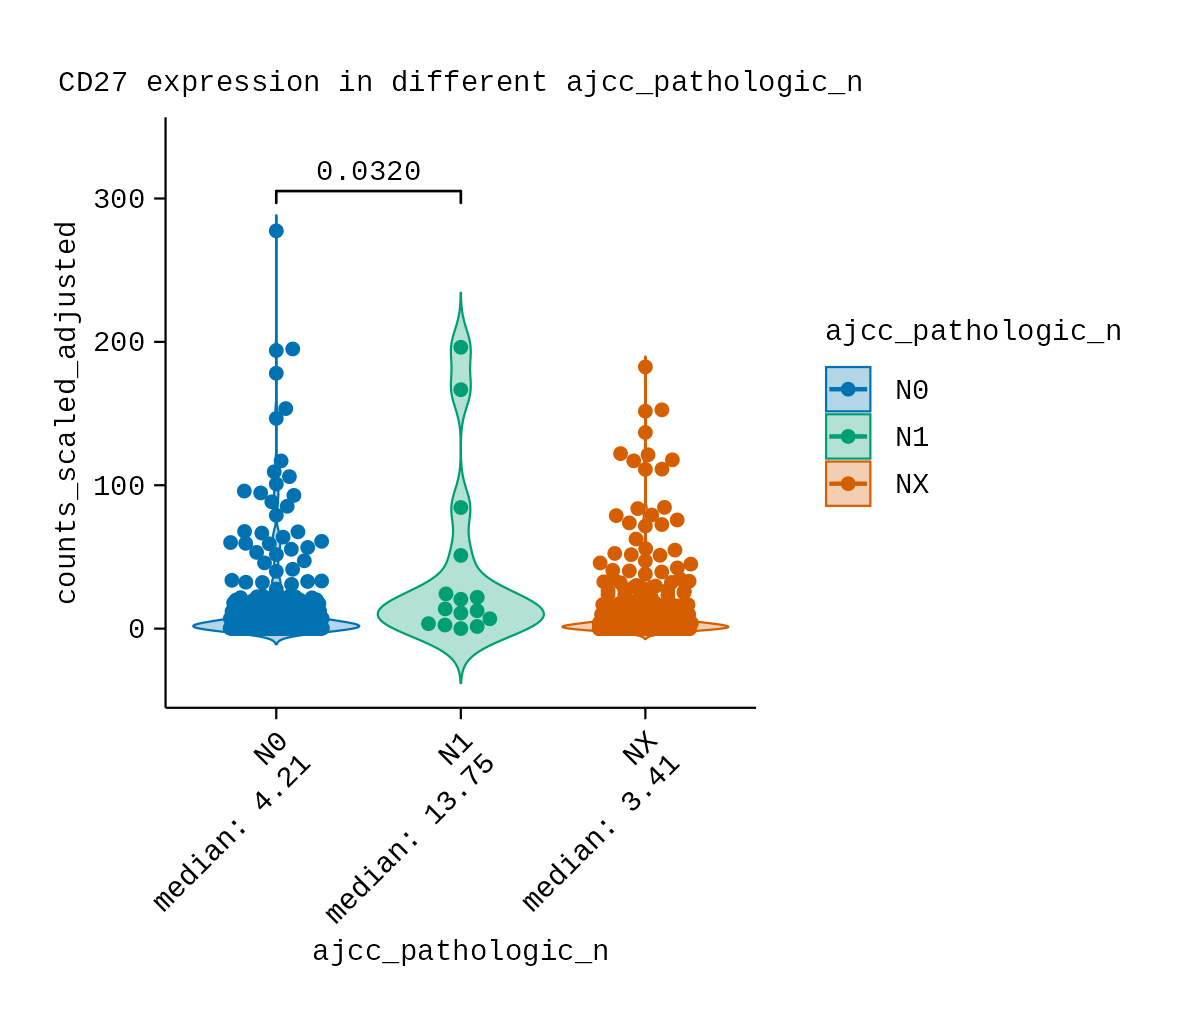 CD27 expression in different ajcc_pathologic_n
0.0320
counts_scaled_adjusted
300
200
100
0
N0
median: 4.21
N1
median: 13.75
NX
median: 3.41
ajcc_pathologic_n
ajcc_pathologic_n
N0
N1
NX